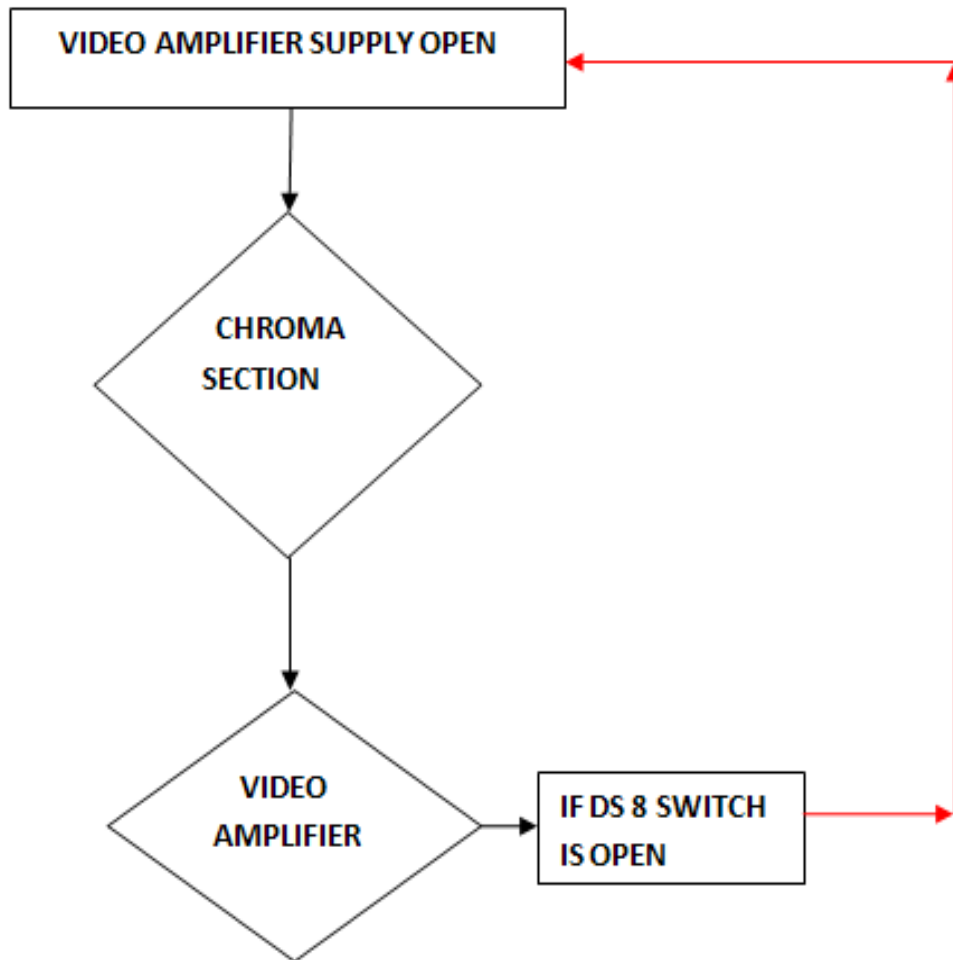 VIDEO AMPLIFIER SUPPLY OPEN
CHROMA
SECTION
VIDEO
AMPLIFIER
IF DS 8 SWITCH
IS OPEN